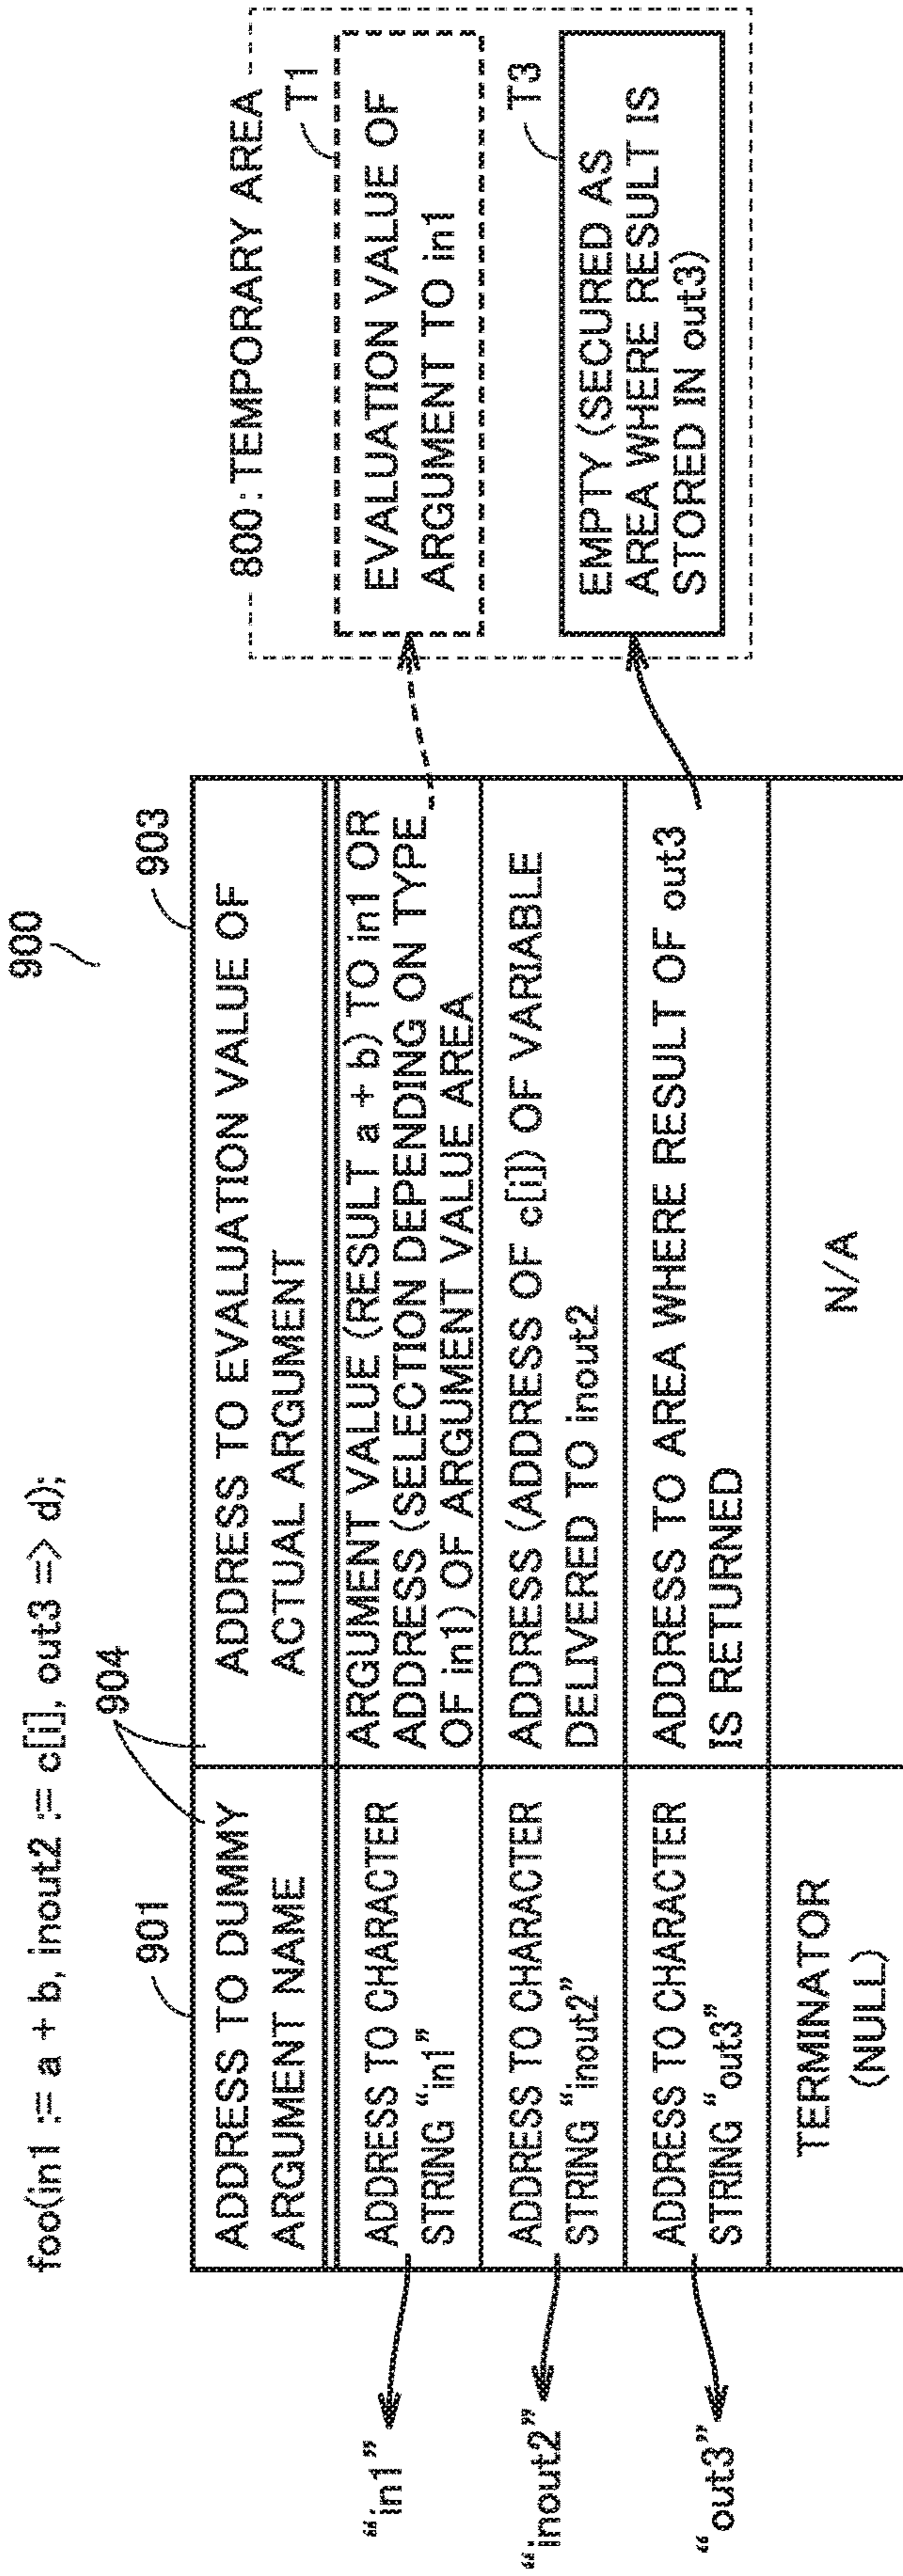 foo(in1 := a + b, inout2 := c[i], out3 => d);
900
901
904
903
ADDRESS TO DUMMY
ARGUMENT NAME
ADDRESS TO EVALUATION VALUE OF
ACTUAL ARGUMENT
“in1”
ADDRESS TO CHARACTER
STRING “in1”
ARGUMENT VALUE (RESULT a + b) TO in1 OR
ADDRESS (SELECTION DEPENDING ON TYPE
OF in1) OF ARGUMENT VALUE AREA
“inout2”
ADDRESS TO CHARACTER
STRING “inout2”
ADDRESS (ADDRESS OF c[i]) OF VARIABLE
DELIVERED TO inout2
“out3”
ADDRESS TO CHARACTER
STRING “out3”
ADDRESS TO AREA WHERE RESULT OF out3
IS RETURNED
TERMINATOR
(NULL)
N/A
800 : TEMPORARY AREA
T1
EVALUATION VALUE OF
ARGUMENT TO in1
T3
EMPTY (SECURED AS
AREA WHERE RESULT IS
STORED IN out3)